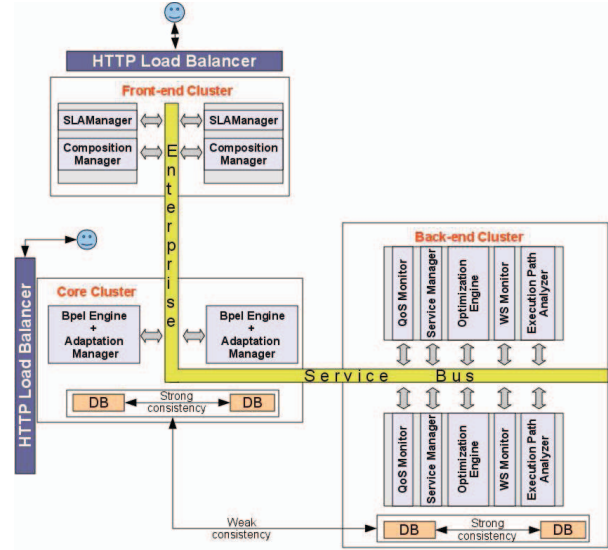 HTTP Load Balancer
Front-end Cluster
SLAManager
SLAManager
Composition
Manager
Composition
Manager
Enterprise
HTTP Load Balancer
Core Cluster
Bpel Engine
+
Adaptation
Manager
Bpel Engine
+
Adaptation
Manager
DB
Strong
consistency
DB
Back-end Cluster
QoS Monitor
Service Manager
Optimization
Engine
WS Monitor
Execution Path
Analyzer
Service Bus
QoS Monitor
Service Manager
Optimization
Engine
WS Monitor
Execution Path
Analyzer
Weak
consistency
DB
Strong
consistency
DB